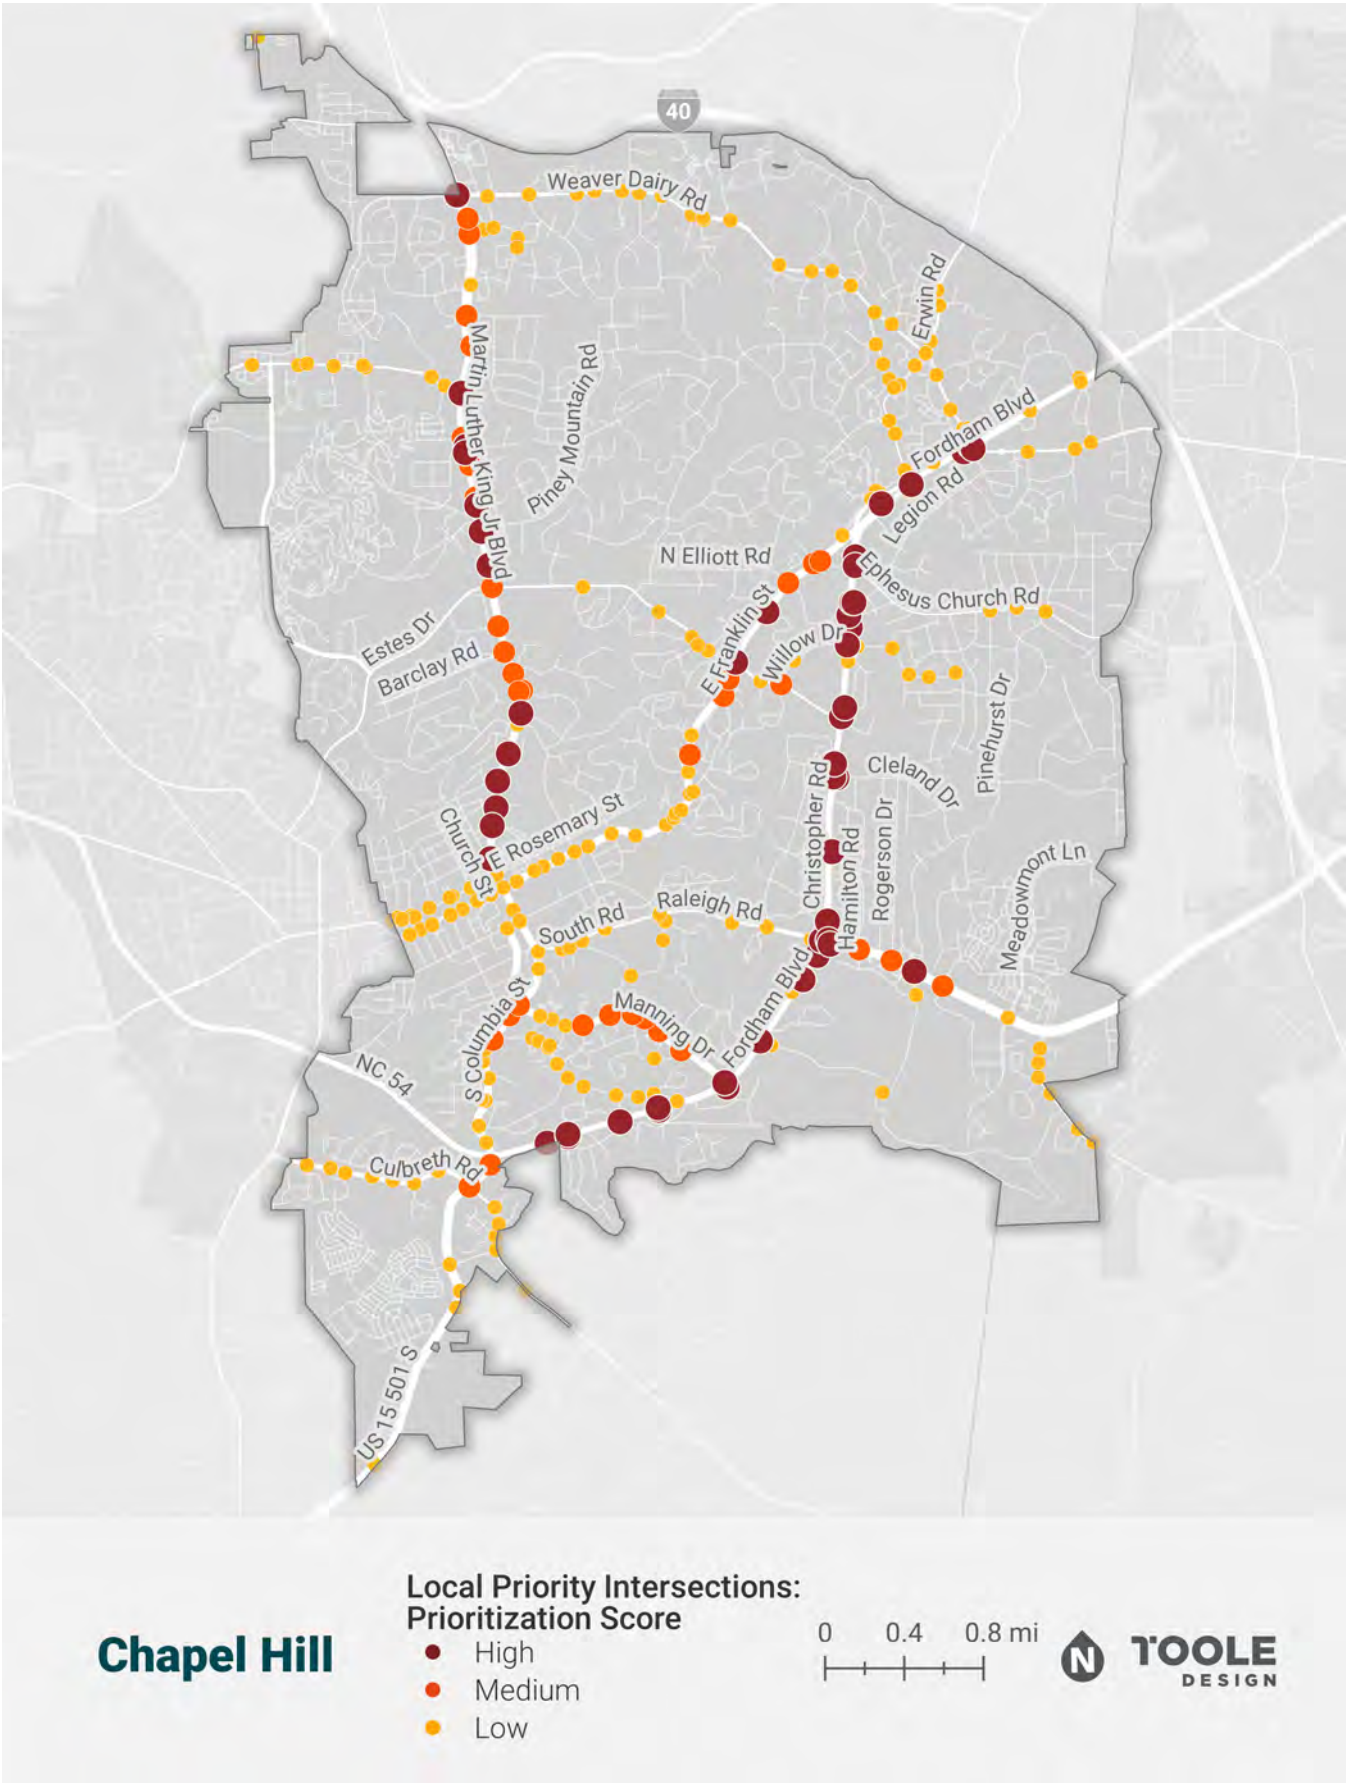 40
Weaver Dairy Rd
Erwin Rd
Martin Luther King Jr Blvd
Piney Mountain Rd
Fordham Blvd
Legion Rd
N Elliott Rd
Ephesus Church Rd
E Franklin St
Willow Dr
Estes Dr
Barclay Rd
Pinehurst Dr
Cleland Dr
Christopher Rd
Hamilton Rd
Rogerson Dr
Church St
E Rosemary St
Meadowmont Ln
South Rd
Raleigh Rd
Fordham Blvd
S Columbia St
Manning Dr
NC 54
Culbreth Rd
US 15 501 S
Local Priority Intersections:
Prioritization Score
High
Medium
Low
Chapel Hill
0 0.4 0.8 mi
N
TOOLE
DESIGN